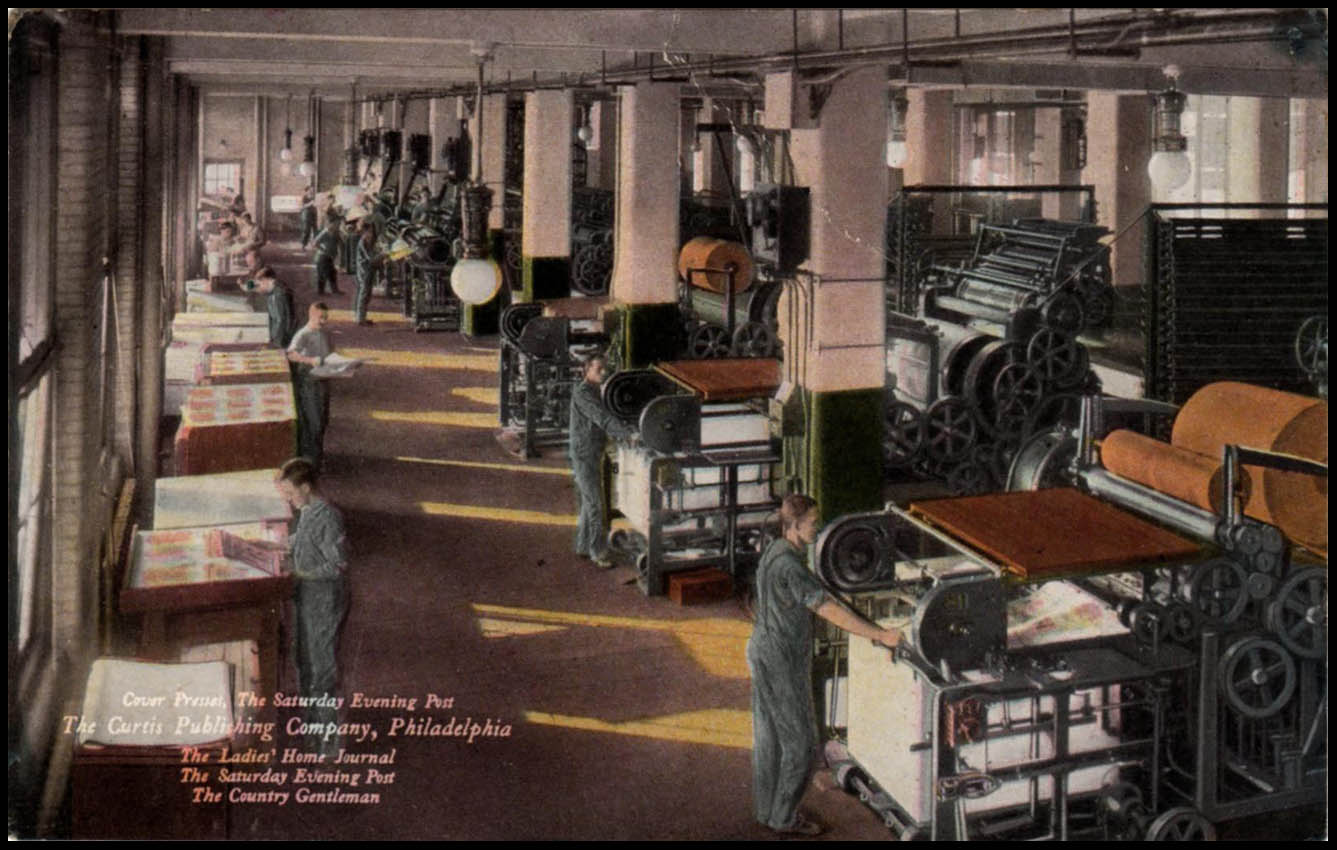 Cover Presses, The Saturday Evening Post
The Curtis Publishing Company, Philadelphia
The Ladies' Home Journal
The Saturday Evening Post
The Country Gentleman